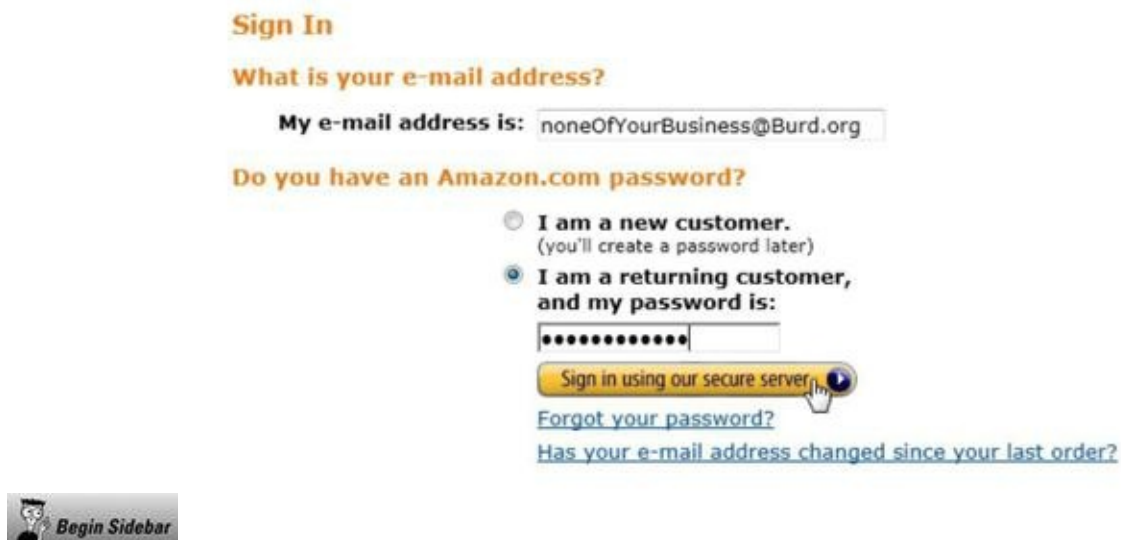 Sign In
What is your e-mail address?
My e-mail address is: noneOfYourBusiness@Burd.org
Do you have an Amazon.com password?
I am a new customer.
(you'll create a password later)
I am a returning customer,
and my password is:
••••••••••••
Sign in using our secure server
Forgot your password?
Has your e-mail address changed since your last order?
Begin Sidebar